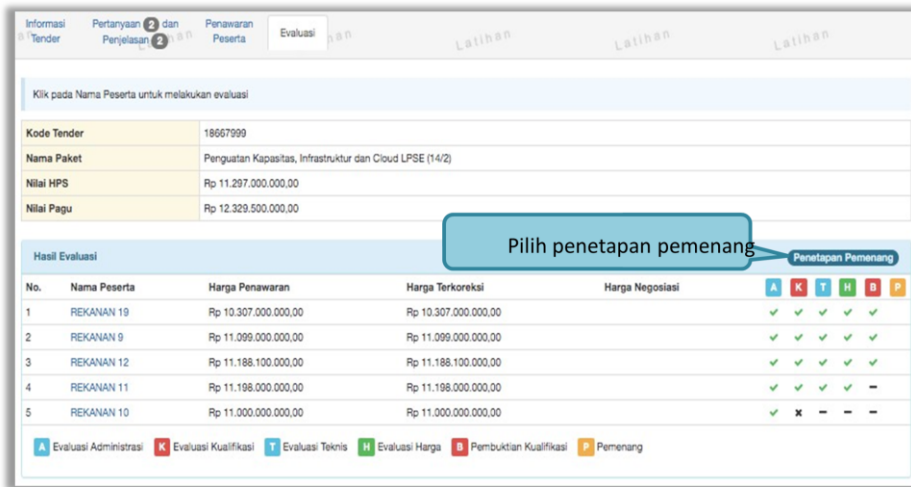 Informasi Tender
Pertanyaan 2 dan Penjelasan 2
Penawaran Peserta
Evaluasi
Latihan Latihan Latihan Latihan
Klik pada Nama Peserta untuk melakukan evaluasi
Kode Tender 18667999
Nama Paket Penguatan Kapasitas, Infrastruktur dan Cloud LPSE (14/2)
Nilai HPS Rp 11.297.000.000,00
Nilai Pagu Rp 12.329.500.000,00
Pilih penetapan pemenang
Hasil Evaluasi Penetapan Pemenang
No. Nama Peserta Harga Penawaran Harga Terkoreksi Harga Negosiasi A K T H B P
1 REKANAN 19 Rp 10.307.000.000,00 Rp 10.307.000.000,00
2 REKANAN 9 Rp 11.099.000.000,00 Rp 11.099.000.000,00
3 REKANAN 12 Rp 11.188.100.000,00 Rp 11.188.100.000,00
4 REKANAN 11 Rp 11.198.000.000,00 Rp 11.198.000.000,00
5 REKANAN 10 Rp 11.000.000.000,00 Rp 11.000.000.000,00
A Evaluasi Administrasi K Evaluasi Kualifikasi T Evaluasi Teknis H Evaluasi Harga B Pembuktian Kualifikasi P Pemenang